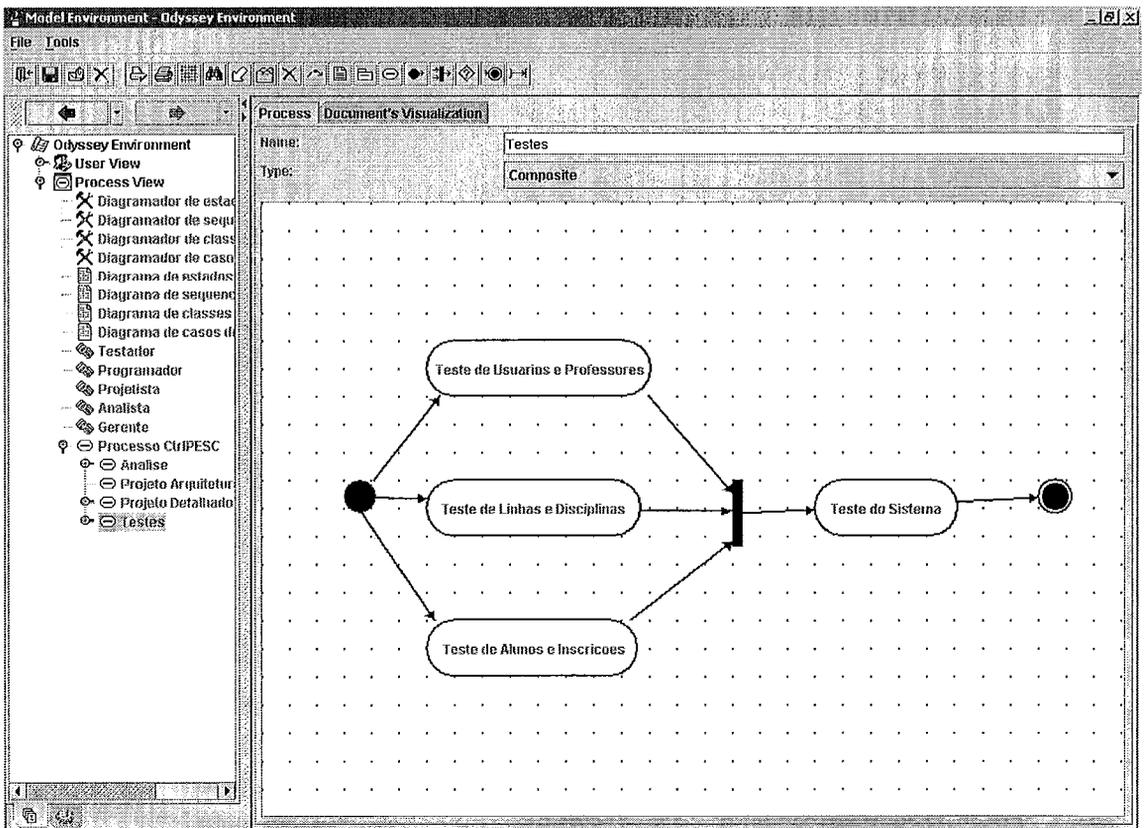 Model Environment - Odyssey Environment
File Tools
Process Document's Visualization
Name: Testes
Type: Composite
Odyssey Environment
User View
Process View
Diagramador de estad
Diagramador de sequ
Diagramador de class
Diagramador de caso
Diagrama de estados
Diagrama de sequenc
Diagrama de classes
Diagrama de casos d
Testador
Programador
Projetista
Analista
Gerente
Processo CtrlPESC
Analise
Projeto Arquitetur
Projeto Detalhado
Testes
Teste de Usuarios e Professores
Teste de Linhas e Disciplinas
Teste do Sistema
Teste de Alunos e Inscricoes